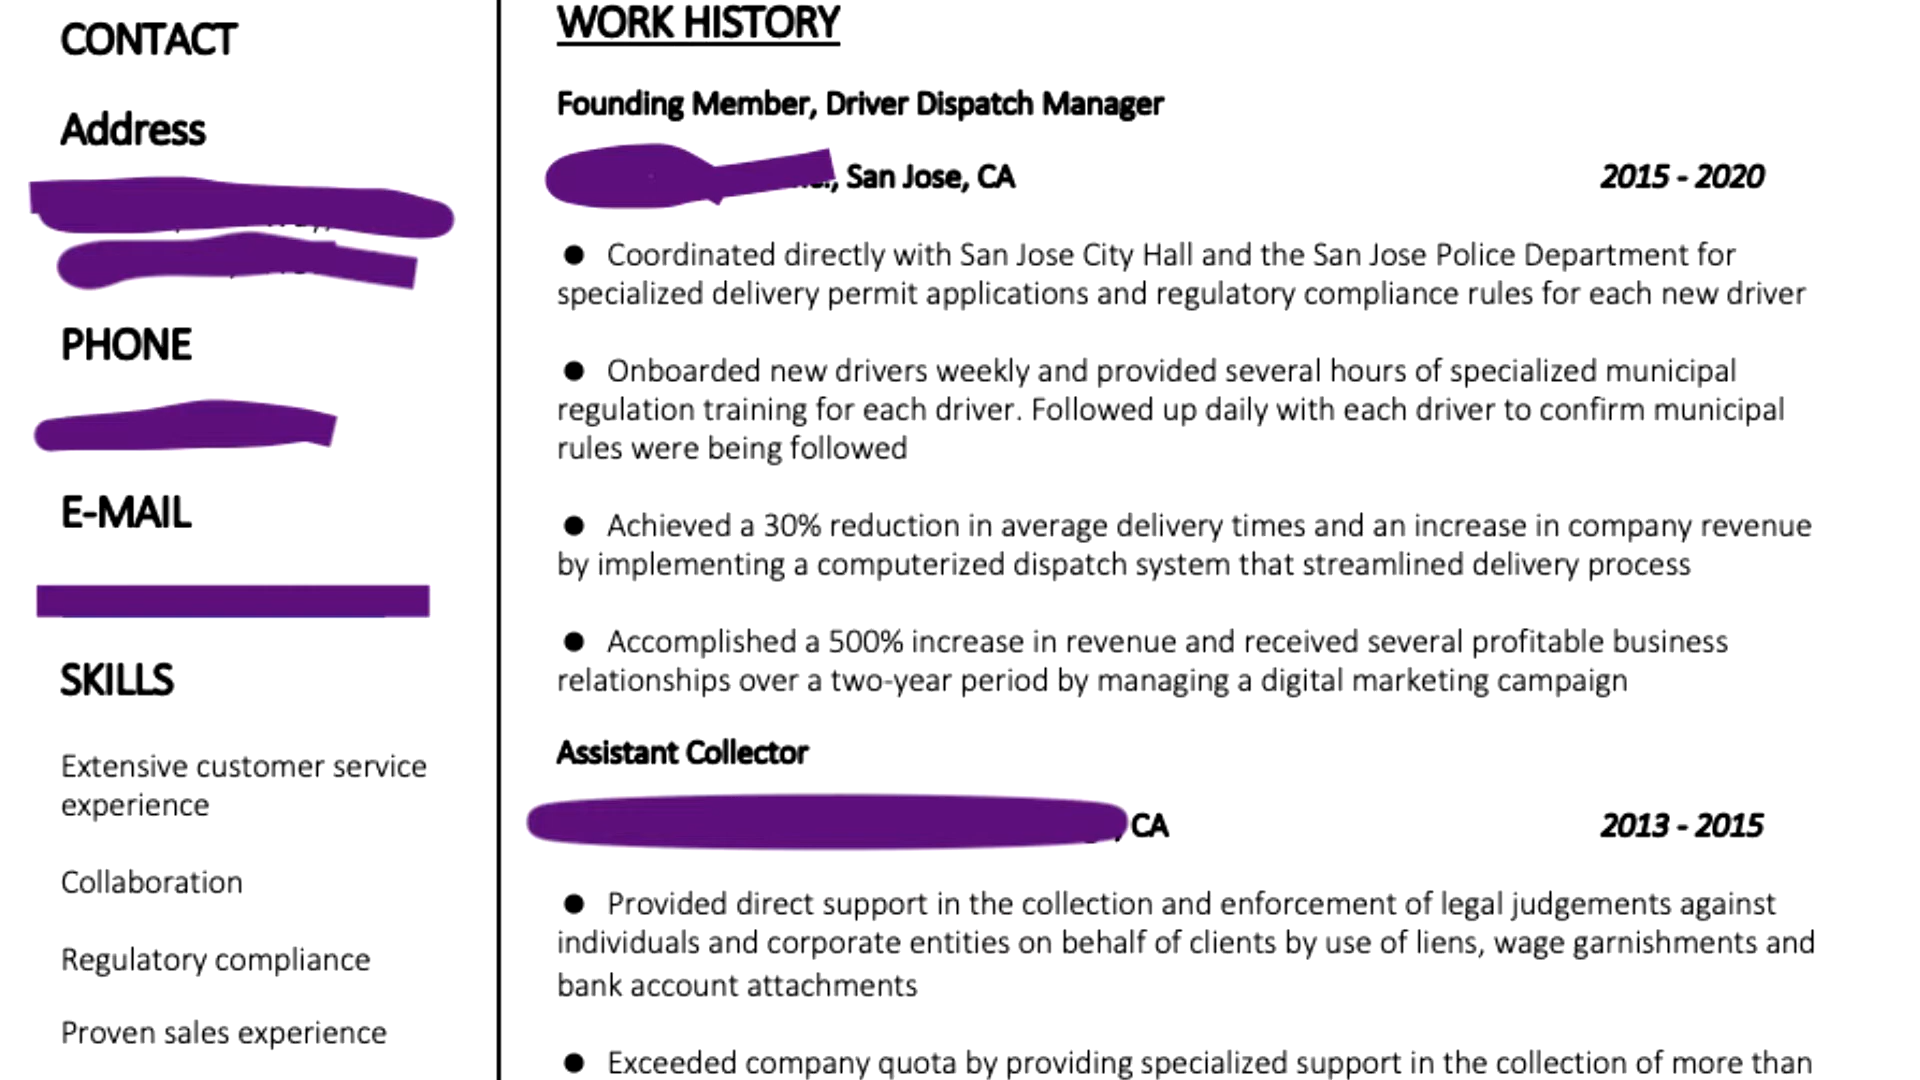 CONTACT
Address
PHONE
E-MAIL
SKILLS
Extensive customer service
experience
Collaboration
Regulatory compliance
Proven sales experience
WORK HISTORY
Founding Member, Driver Dispatch Manager
, San Jose, CA 2015 - 2020
● Coordinated directly with San Jose City Hall and the San Jose Police Department for
specialized delivery permit applications and regulatory compliance rules for each new driver
● Onboarded new drivers weekly and provided several hours of specialized municipal
regulation training for each driver. Followed up daily with each driver to confirm municipal
rules were being followed
● Achieved a 30% reduction in average delivery times and an increase in company revenue
by implementing a computerized dispatch system that streamlined delivery process
● Accomplished a 500% increase in revenue and received several profitable business
relationships over a two-year period by managing a digital marketing campaign
Assistant Collector
, CA 2013 - 2015
● Provided direct support in the collection and enforcement of legal judgements against
individuals and corporate entities on behalf of clients by use of liens, wage garnishments and
bank account attachments
● Exceeded company quota by providing specialized support in the collection of more than